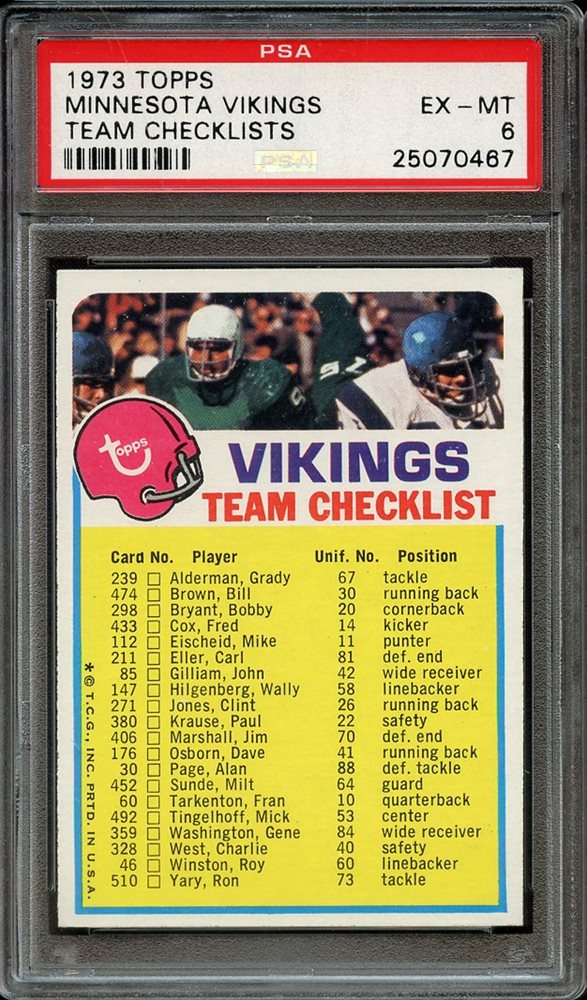 PSA
1973 TOPPS
MINNESOTA VIKINGS EX - MT
TEAM CHECKLISTS 6
PSA 25070467
topps
VIKINGS
TEAM CHECKLIST
Card No. Player Unif. No. Position
239 Alderman, Grady 67 tackle
474 Brown, Bill 30 running back
298 Bryant, Bobby 20 cornerback
433 Cox, Fred 14 kicker
112 Eischeid, Mike 11 punter
211 Eller, Carl 81 def. end
85 Gilliam, John 42 wide receiver
147 Hilgenberg, Wally 58 linebacker
271 Jones, Clint 26 running back
380 Krause, Paul 22 safety
406 Marshall, Jim 70 def. end
176 Osborn, Dave 41 running back
30 Page, Alan 88 def. tackle
452 Sunde, Milt 64 guard
60 Tarkenton, Fran 10 quarterback
492 Tingelhoff, Mick 53 center
359 Washington, Gene 84 wide receiver
328 West, Charlie 40 safety
46 Winston, Roy 60 linebacker
510 Yary, Ron 73 tackle
* © T.C.G., INC. PRTD. IN U.S.A.